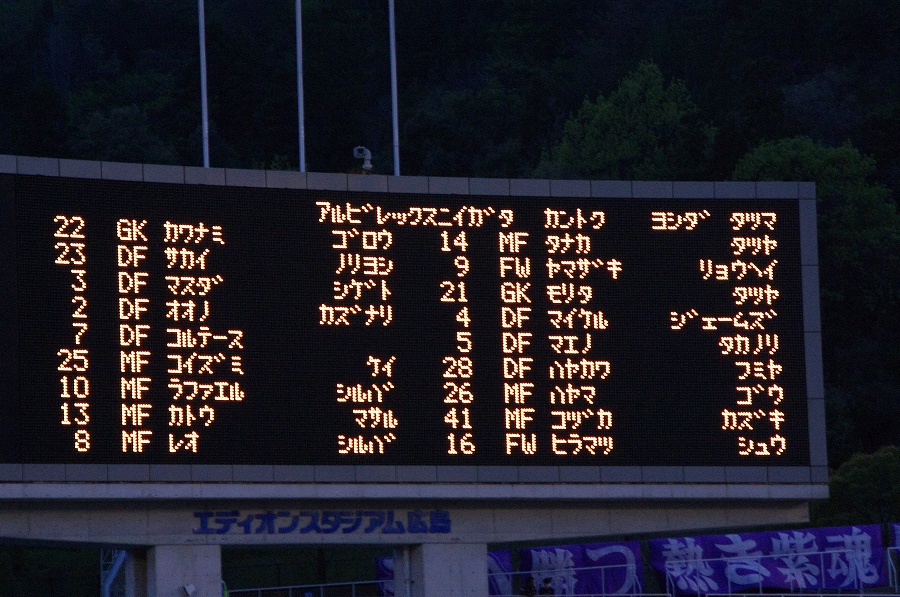 アルビレックスニイガタ カントク ヨシダ タツマ
22 GK カワナミ ゴロウ 14 MF タナカ タツヤ
23 DF サカイ ノリヨシ 9 FW ヤマザキ リョウヘイ
3 DF マスダ シゲト 21 GK モリタ タツヤ
2 DF オオノ カズナリ 4 DF マイケル ジェームズ
7 DF コルテース 5 DF マエノ タカノリ
25 MF コイズミ ケイ 28 DF ハヤカワ フミヤ
10 MF ラファエル シルバ 26 MF ハヤマ ゴウ
13 MF カトウ マサル 41 MF コヅカ カズキ
8 MF レオ シルバ 16 FW ヒラマツ シュウ
エディオンスタジアム広島
勝つ 熱き紫魂